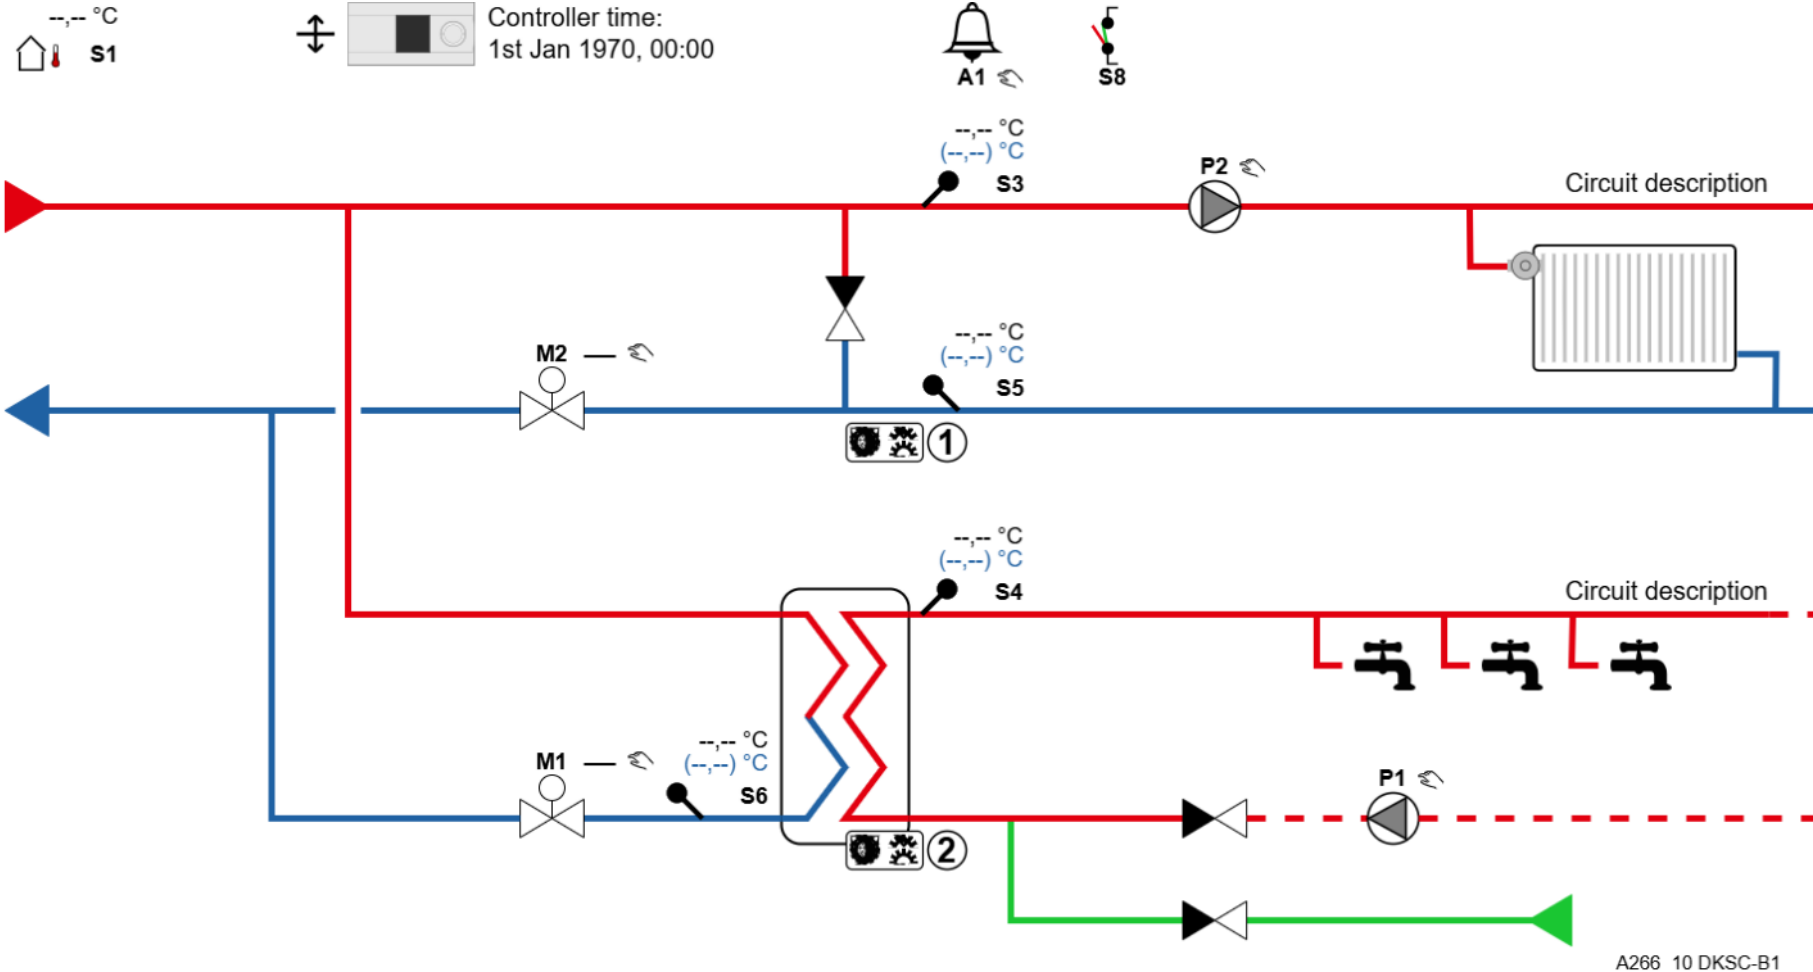 --,-- °C
S1
Controller time:
1st Jan 1970, 00:00
A1
S8
--,-- °C
(--,--) °C
S3
P2
Circuit description
M2
--,-- °C
(--,--) °C
S5
1
--,-- °C
(--,--) °C
S4
Circuit description
M1
--,-- °C
(--,--) °C
S6
P1
2
A266 10 DKSC-B1